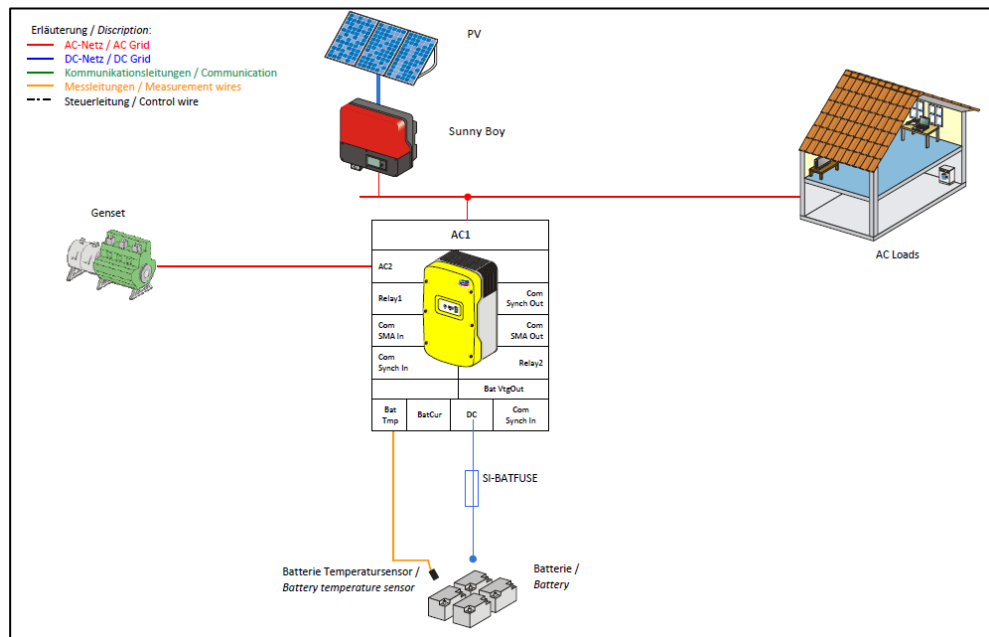 Erläuterung / Discription:
AC-Netz / AC Grid
DC-Netz / DC Grid
Kommunikationsleitungen / Communication
Messleitungen / Measurement wires
Steuerleitung / Control wire
PV
Sunny Boy
AC Loads
Genset
AC1
AC2
Relay1
Com
Synch Out
Com
SMA In
Com
SMA Out
Com
Synch In
Relay2
Bat VtgOut
Bat
Tmp
BatCur
DC
Com
Synch In
SI-BATFUSE
Batterie Temperatursensor /
Battery temperature sensor
Batterie /
Battery